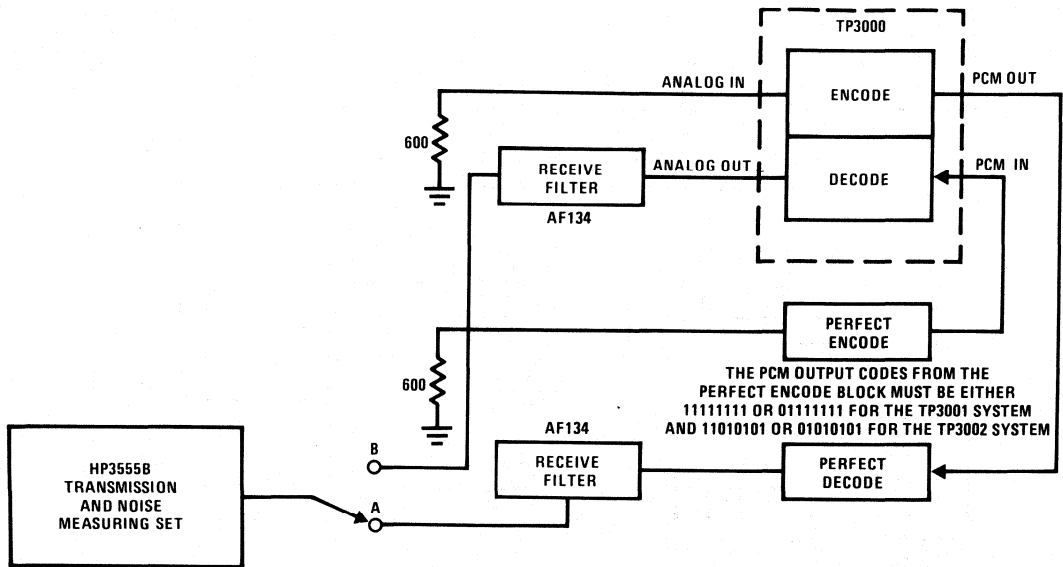 TP3000
ANALOG IN
ENCODE
PCM OUT
600
RECEIVE
FILTER
AF134
ANALOG OUT
DECODE
PCM IN
PERFECT
ENCODE
600
THE PCM OUTPUT CODES FROM THE
PERFECT ENCODE BLOCK MUST BE EITHER
11111111 OR 01111111 FOR THE TP3001 SYSTEM
AND 11010101 OR 01010101 FOR THE TP3002 SYSTEM
AF134
RECEIVE
FILTER
PERFECT
DECODE
B
A
HP3555B
TRANSMISSION
AND NOISE
MEASURING SET